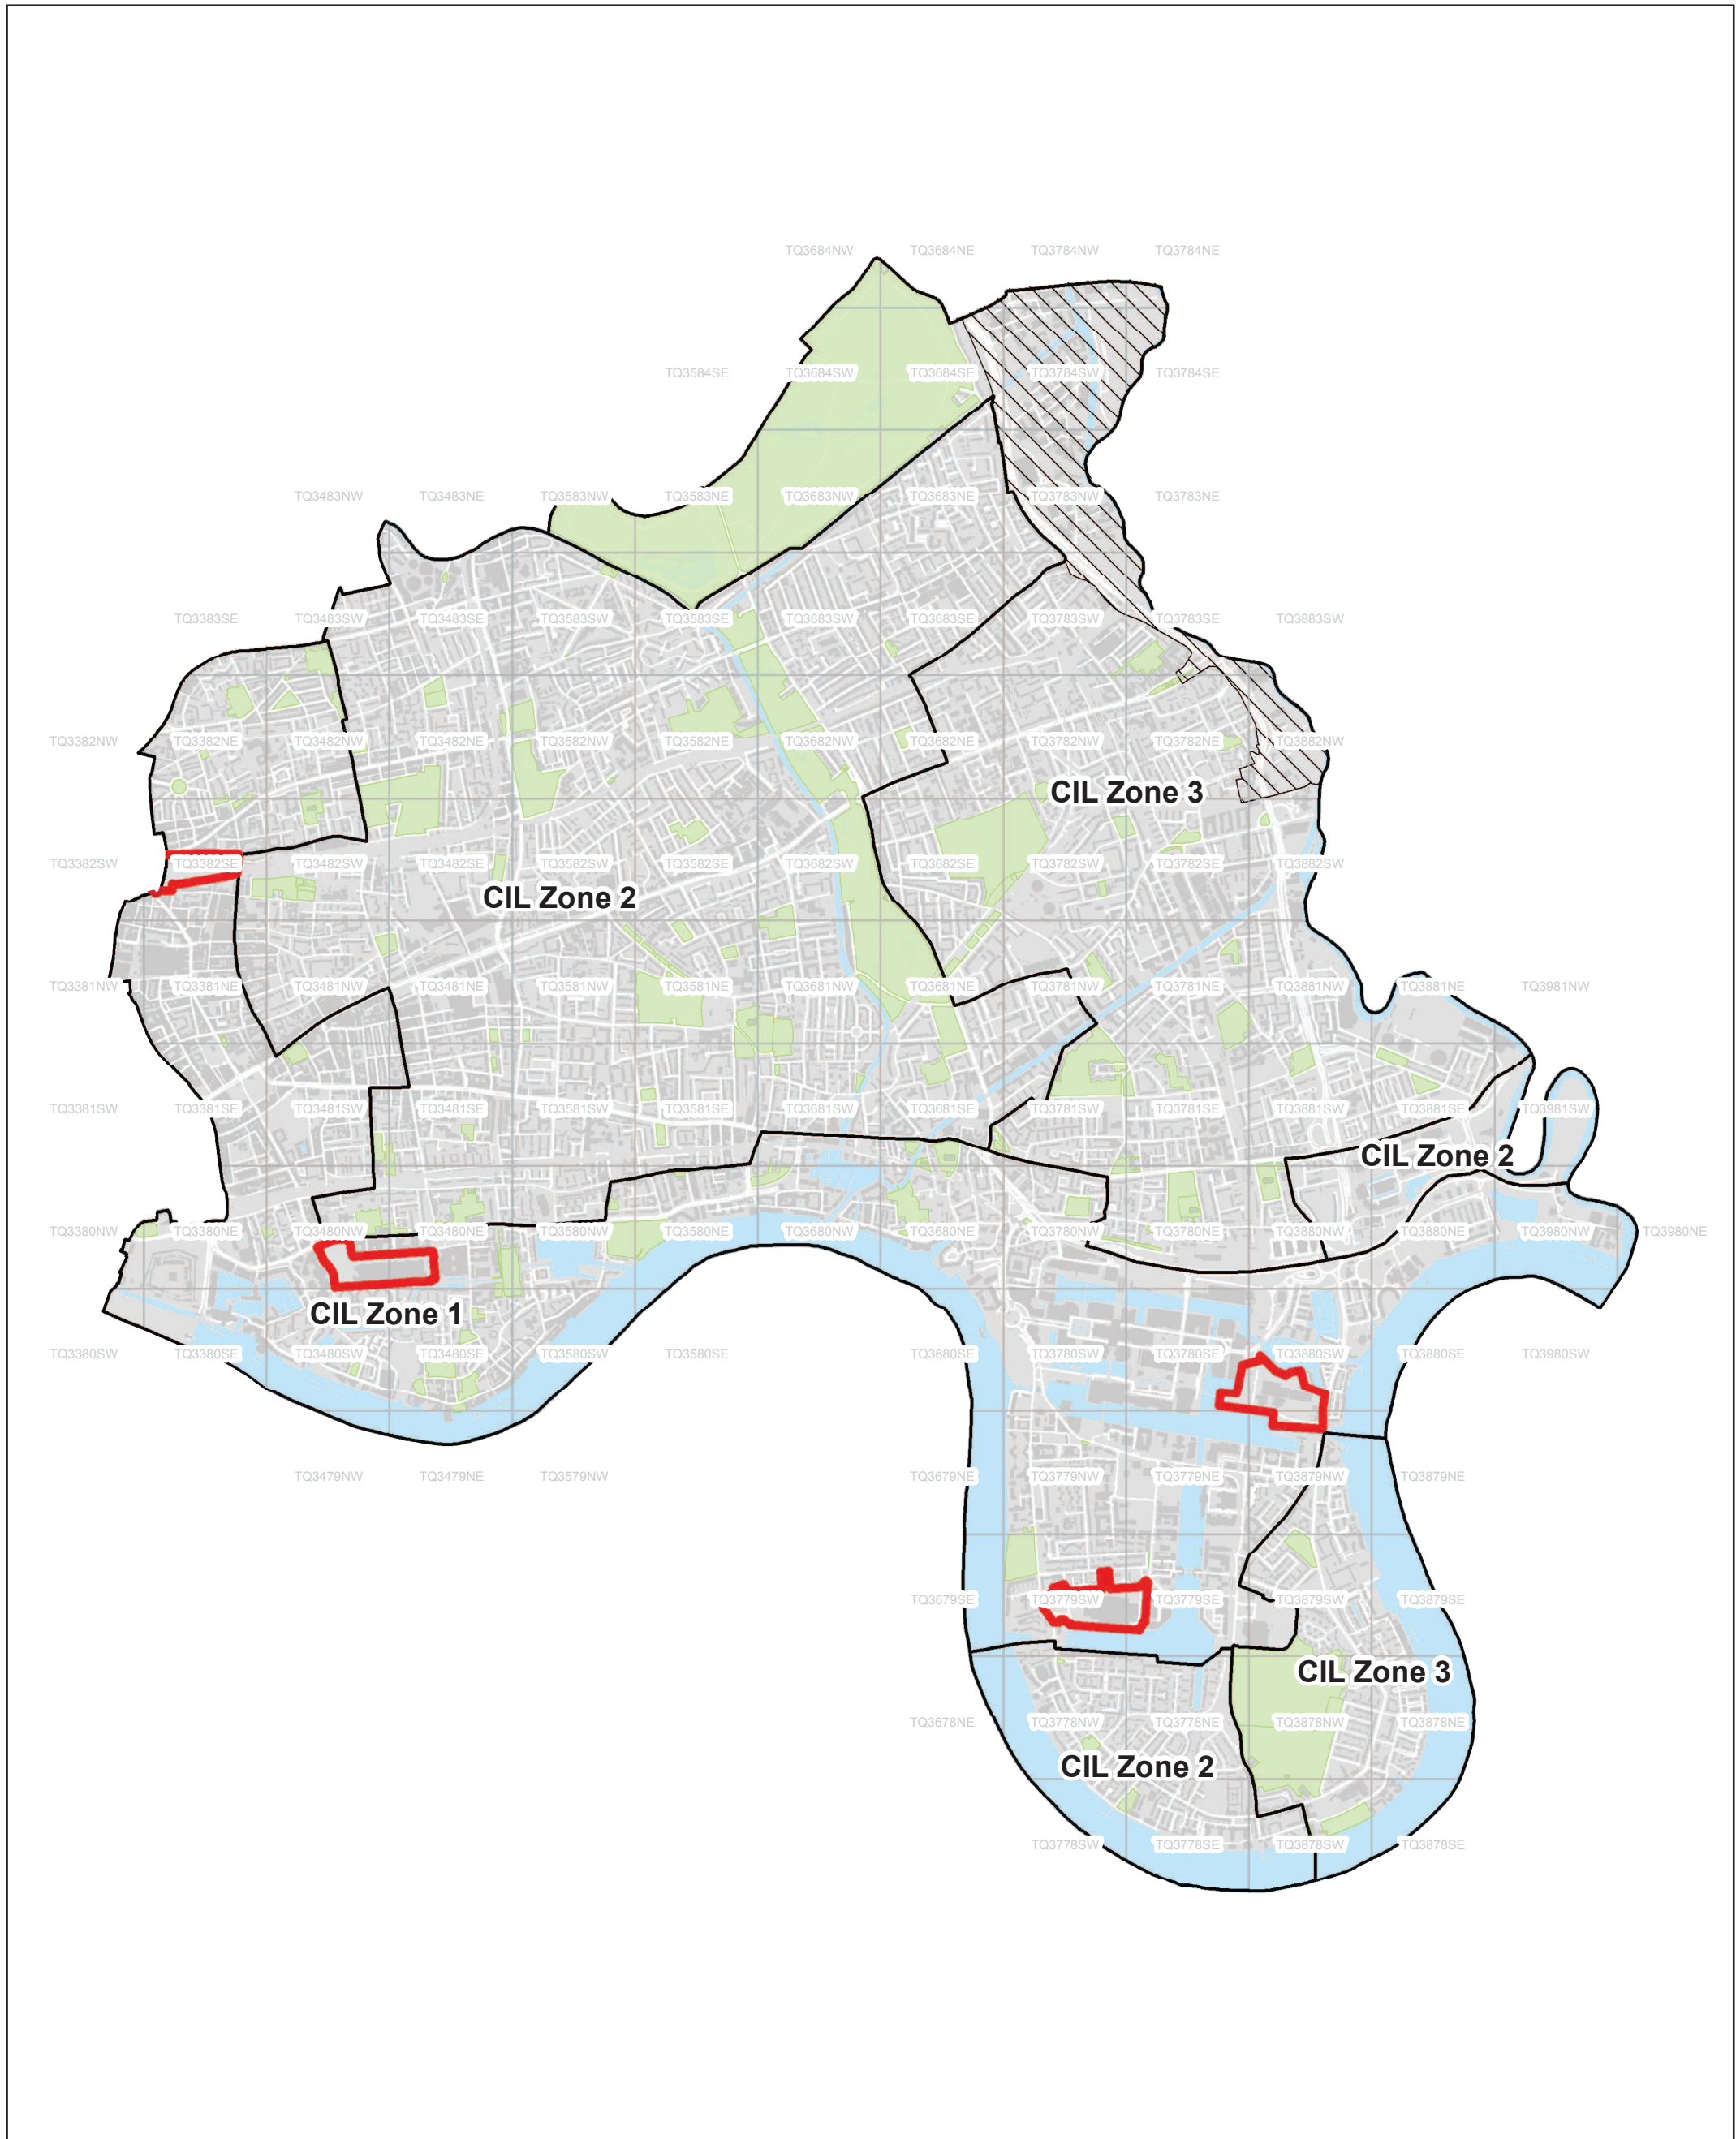 TQ3684NW TQ3684NE TQ3784NW TQ3784NE
TQ3584SE TQ3684SW TQ3684SE TQ3784SW TQ3784SE
TQ3483NW TQ3483NE TQ3583NW TQ3583NE TQ3683NW TQ3683NE TQ3783NW TQ3783NE
TQ3383SE TQ3483SW TQ3483SE TQ3583SW TQ3583SE TQ3683SW TQ3683SE TQ3783SW TQ3783SE TQ3883SW
TQ3382NW TQ3382NE TQ3482NW TQ3482NE TQ3582NW TQ3582NE TQ3682NW TQ3682NE TQ3782NW TQ3782NE TQ3882NW
CIL Zone 3
TQ3382SW TQ3382SE TQ3482SW TQ3482SE TQ3582SW TQ3582SE TQ3682SW TQ3682SE TQ3782SW TQ3782SE TQ3882SW
CIL Zone 2
TQ3381NW TQ3381NE TQ3481NW TQ3481NE TQ3581NW TQ3581NE TQ3681NW TQ3681NE TQ3781NW TQ3781NE TQ3881NW TQ3881NE TQ3981NW
TQ3381SW TQ3381SE TQ3481SW TQ3481SE TQ3581SW TQ3581SE TQ3681SW TQ3681SE TQ3781SW TQ3781SE TQ3881SW TQ3881SE TQ3981SW
CIL Zone 2
TQ3380NW TQ3380NE TQ3480NW TQ3480NE TQ3580NW TQ3580NE TQ3680NW TQ3680NE TQ3780NW TQ3780NE TQ3880NW TQ3880NE TQ3980NW TQ3980NE
CIL Zone 1
TQ3380SW TQ3380SE TQ3480SW TQ3480SE TQ3580SW TQ3580SE TQ3680SE TQ3780SW TQ3780SE TQ3880SW TQ3880SE TQ3980SW
TQ3479NW TQ3479NE TQ3579NW TQ3679NE TQ3779NW TQ3779NE TQ3879NW TQ3879NE
TQ3679SE TQ3779SW TQ3779SE TQ3879SW TQ3879SE
CIL Zone 3
TQ3678NE TQ3778NW TQ3778NE TQ3878NW TQ3878NE
CIL Zone 2
TQ3778SW TQ3778SE TQ3878SW TQ3878SE